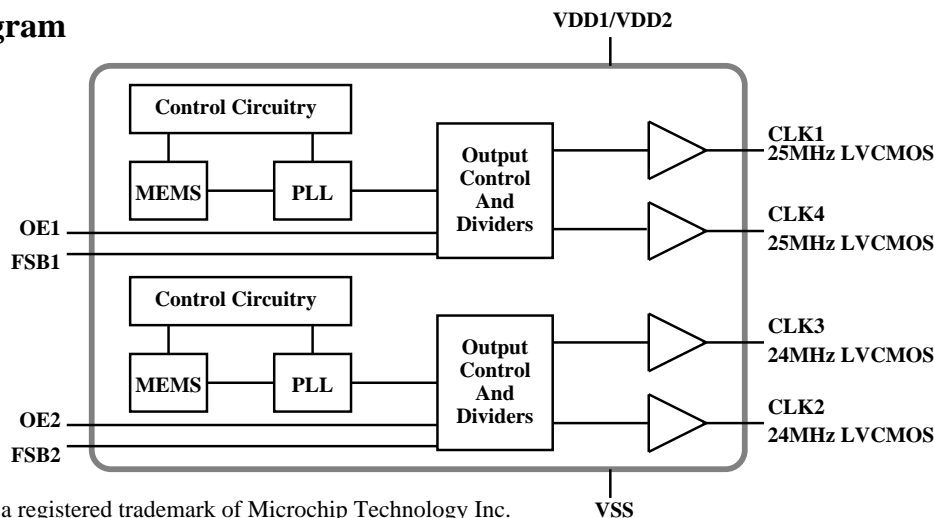 gram
VDD1/VDD2
Control Circuitry
MEMS
PLL
Output
Control
And
Dividers
CLK1
25MHz LVCMOS
CLK4
25MHz LVCMOS
OE1
FSB1
Control Circuitry
MEMS
PLL
Output
Control
And
Dividers
CLK3
24MHz LVCMOS
CLK2
24MHz LVCMOS
OE2
FSB2
VSS
a registered trademark of Microchip Technology Inc.